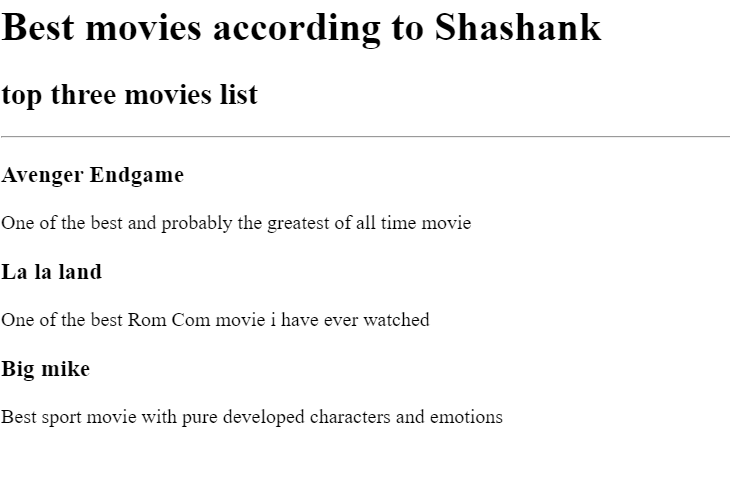 Best movies according to Shashank
top three movies list
Avenger Endgame
One of the best and probably the greatest of all time movie
La la land
One of the best Rom Com movie i have ever watched
Big mike
Best sport movie with pure developed characters and emotions